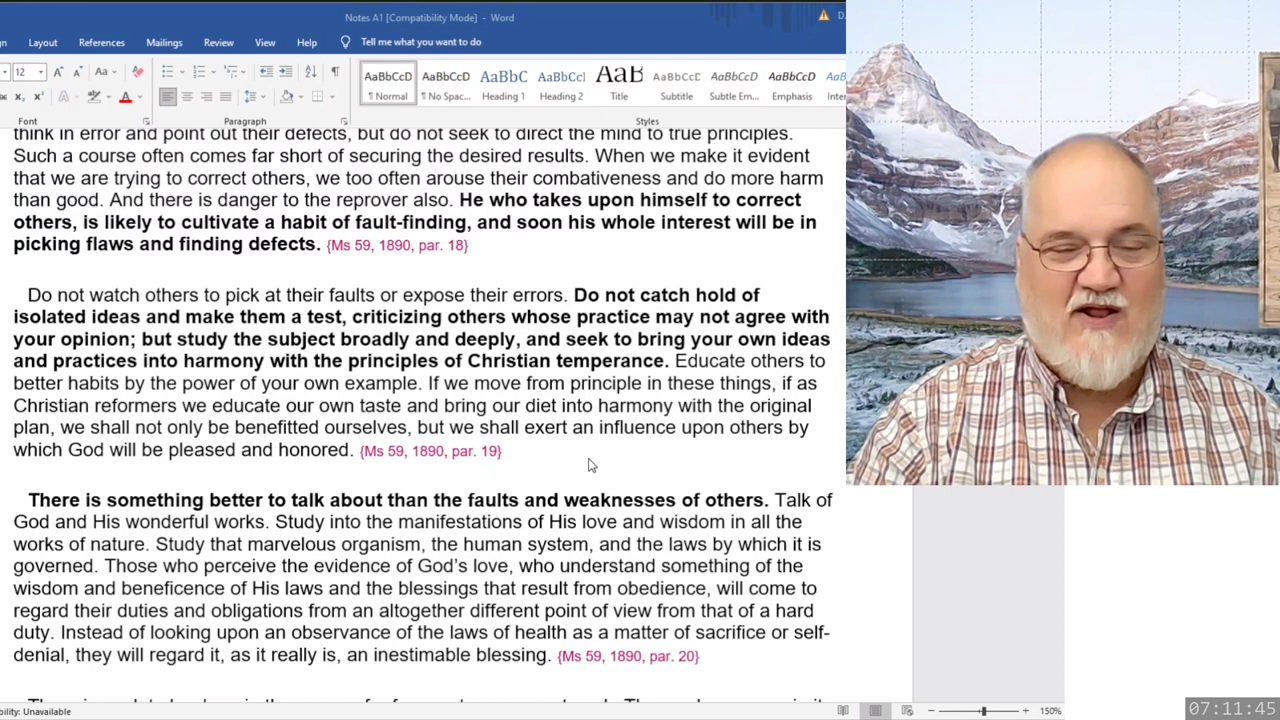 Notes A1 [Compatibility Mode] - Word
D
Layout References Mailings Review View Help Tell me what you want to do
12 Aa
AaBbCcD AaBbCcD AaBbC AaBbCcl AaB AaBbCcD AaBbCcD AaBbCcD
¶ Normal ¶ No Spac... Heading 1 Heading 2 Title Subtitle Subtle Em... Emphasis Inte
Font Paragraph Styles
think in error and point out their defects, but do not seek to direct the mind to true principles.
Such a course often comes far short of securing the desired results. When we make it evident
that we are trying to correct others, we too often arouse their combativeness and do more harm
than good. And there is danger to the reprover also. He who takes upon himself to correct
others, is likely to cultivate a habit of fault-finding, and soon his whole interest will be in
picking flaws and finding defects. {Ms 59, 1890, par. 18}
Do not watch others to pick at their faults or expose their errors. Do not catch hold of
isolated ideas and make them a test, criticizing others whose practice may not agree with
your opinion; but study the subject broadly and deeply, and seek to bring your own ideas
and practices into harmony with the principles of Christian temperance. Educate others to
better habits by the power of your own example. If we move from principle in these things, if as
Christian reformers we educate our own taste and bring our diet into harmony with the original
plan, we shall not only be benefitted ourselves, but we shall exert an influence upon others by
which God will be pleased and honored. {Ms 59, 1890, par. 19}
There is something better to talk about than the faults and weaknesses of others. Talk of
God and His wonderful works. Study into the manifestations of His love and wisdom in all the
works of nature. Study that marvelous organism, the human system, and the laws by which it is
governed. Those who perceive the evidence of God's love, who understand something of the
wisdom and beneficence of His laws and the blessings that result from obedience, will come to
regard their duties and obligations from an altogether different point of view from that of a hard
duty. Instead of looking upon an observance of the laws of health as a matter of sacrifice or self-
denial, they will regard it, as it really is, an inestimable blessing. {Ms 59, 1890, par. 20}
bility: Unavailable
150%
07:11:45